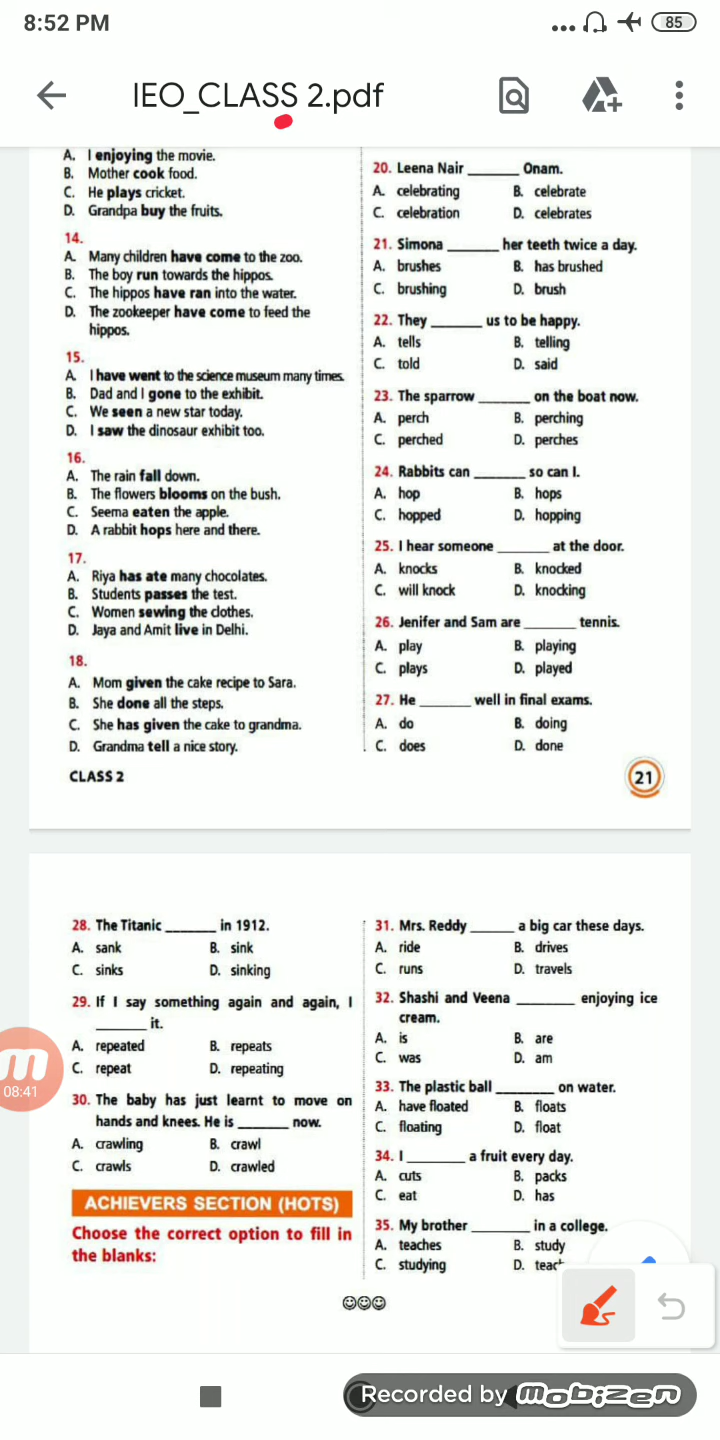 8:52 PM
85
IEO_CLASS 2.pdf
A. I enjoying the movie.
B. Mother cook food.
C. He plays cricket.
D. Grandpa buy the fruits.
14.
A. Many children have come to the zoo.
B. The boy run towards the hippos.
C. The hippos have ran into the water.
D. The zookeeper have come to feed the
hippos.
15.
A. I have went to the science museum many times.
B. Dad and I gone to the exhibit.
C. We seen a new star today.
D. I saw the dinosaur exhibit too.
16.
A. The rain fall down.
B. The flowers blooms on the bush.
C. Seema eaten the apple.
D. A rabbit hops here and there.
17.
A. Riya has ate many chocolates.
B. Students passes the test.
C. Women sewing the clothes.
D. Jaya and Amit live in Delhi.
18.
A. Mom given the cake recipe to Sara.
B. She done all the steps.
C. She has given the cake to grandma.
D. Grandma tell a nice story.
CLASS 2
20. Leena Nair ______ Onam.
A. celebrating B. celebrate
C. celebration D. celebrates
21. Simona ______ her teeth twice a day.
A. brushes B. has brushed
C. brushing D. brush
22. They ______ us to be happy.
A. tells B. telling
C. told D. said
23. The sparrow ______ on the boat now.
A. perch B. perching
C. perched D. perches
24. Rabbits can ______ so can I.
A. hop B. hops
C. hopped D. hopping
25. I hear someone ______ at the door.
A. knocks B. knocked
C. will knock D. knocking
26. Jenifer and Sam are ______ tennis.
A. play B. playing
C. plays D. played
27. He ______ well in final exams.
A. do B. doing
C. does D. done
21
28. The Titanic ______ in 1912.
A. sank B. sink
C. sinks D. sinking
29. If I say something again and again, I
______ it.
A. repeated B. repeats
C. repeat D. repeating
30. The baby has just learnt to move on
hands and knees. He is ______ now.
A. crawling B. crawl
C. crawls D. crawled
ACHIEVERS SECTION (HOTS)
Choose the correct option to fill in
the blanks:
31. Mrs. Reddy ______ a big car these days.
A. ride B. drives
C. runs D. travels
32. Shashi and Veena ______ enjoying ice
cream.
A. is B. are
C. was D. am
33. The plastic ball ______ on water.
A. have floated B. floats
C. floating D. float
34. I ______ a fruit every day.
A. cuts B. packs
C. eat D. has
35. My brother ______ in a college.
A. teaches B. study
C. studying D.
m
08:41
Recorded by mobizen